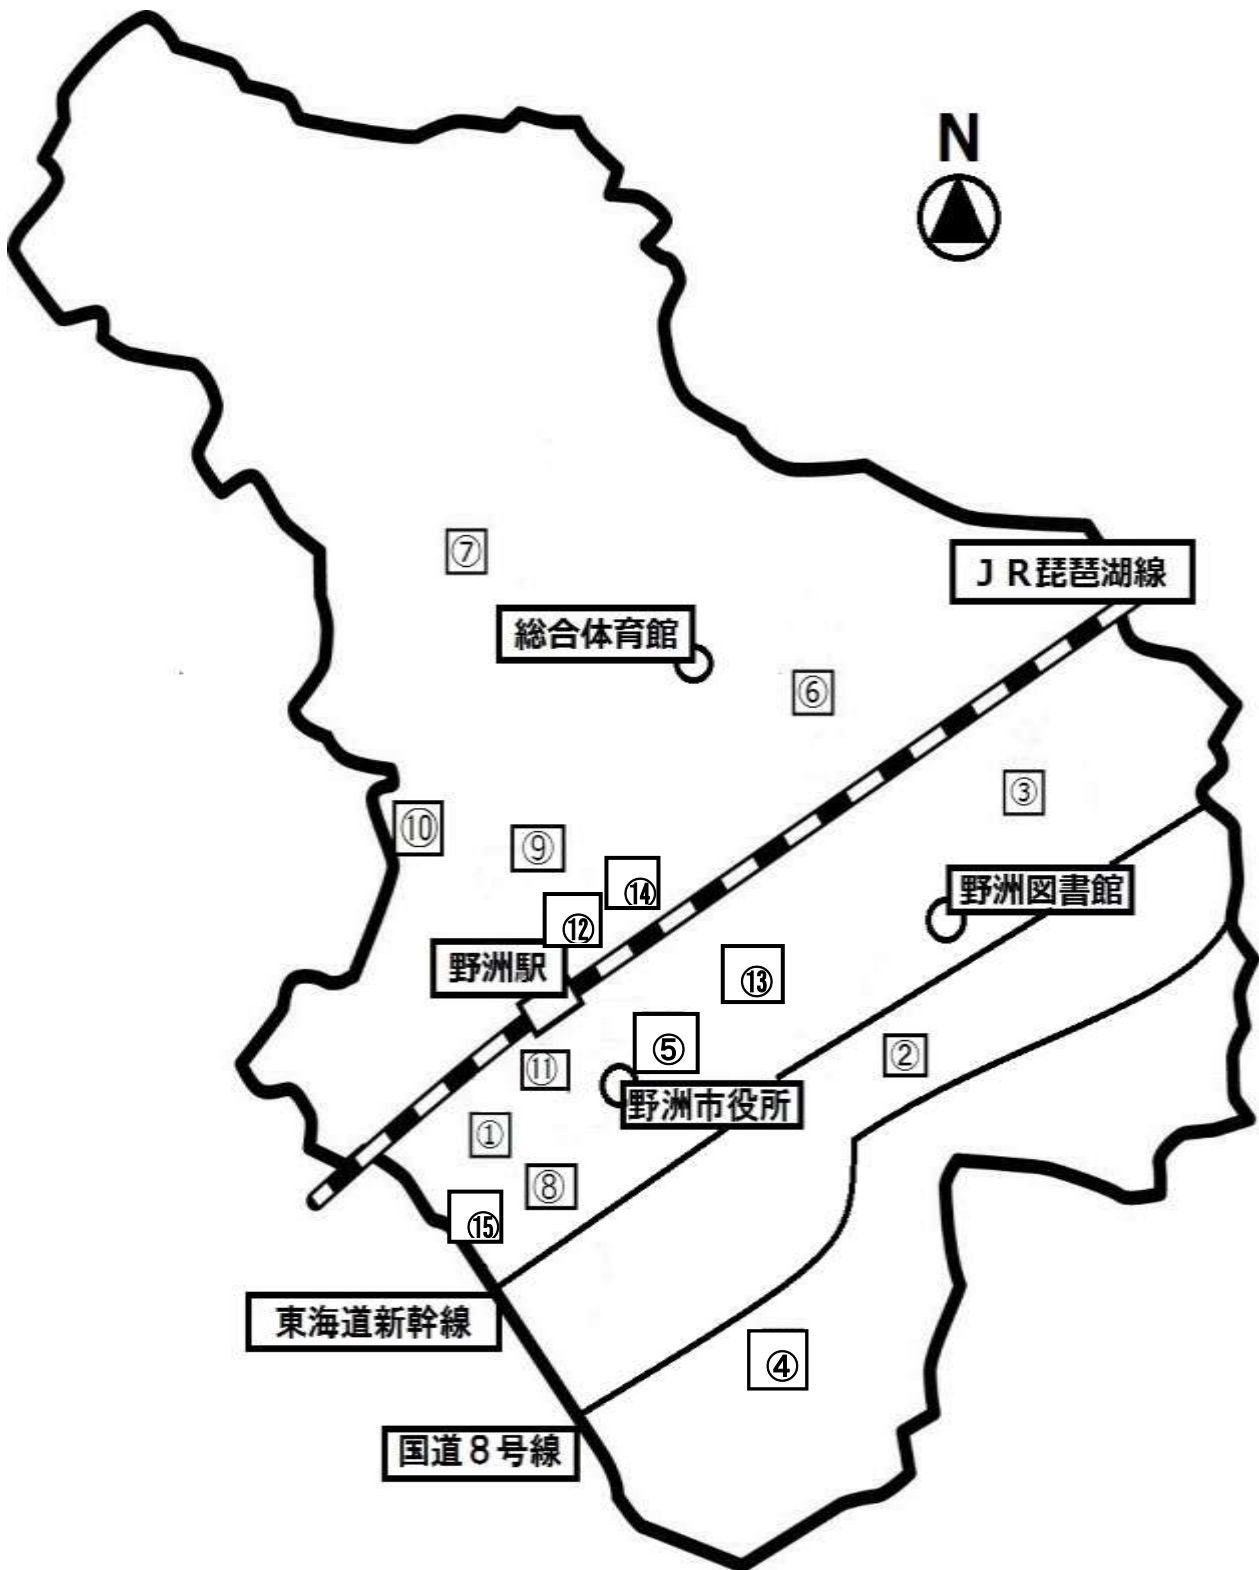 N
⑦
JR琵琶湖線
総合体育館
⑥
③
⑩
⑨
⑭
野洲図書館
⑫
野洲駅
⑬
⑤
②
⑪
野洲市役所
①
⑧
⑮
東海道新幹線
④
国道8号線